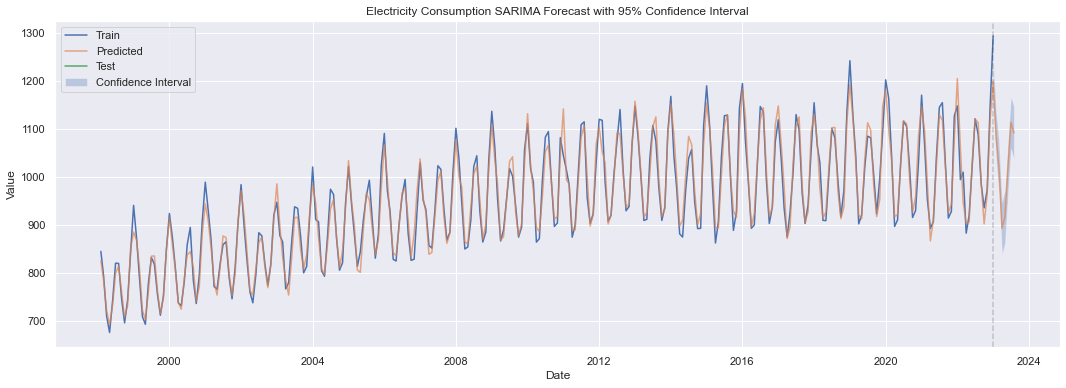 Electricity Consumption SARIMA Forecast with 95% Confidence Interval
Train
Predicted
Test
Confidence Interval
1300
1200
1100
1000
900
800
700
Value
2000
2004
2008
2012
2016
2020
2024
Date